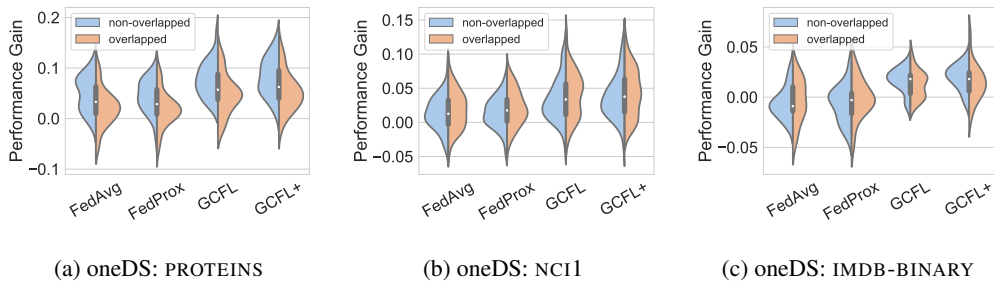 Performance Gain
0.2
0.1
0.0
−0.1
non-overlapped
overlapped
FedAvg
FedProx
GCFL
GCFL+
(a) oneDS: PROTEINS
Performance Gain
0.15
0.10
0.05
0.00
−0.05
non-overlapped
overlapped
FedAvg
FedProx
GCFL
GCFL+
(b) oneDS: NCI1
Performance Gain
0.05
0.00
−0.05
non-overlapped
overlapped
FedAvg
FedProx
GCFL
GCFL+
(c) oneDS: IMDB-BINARY